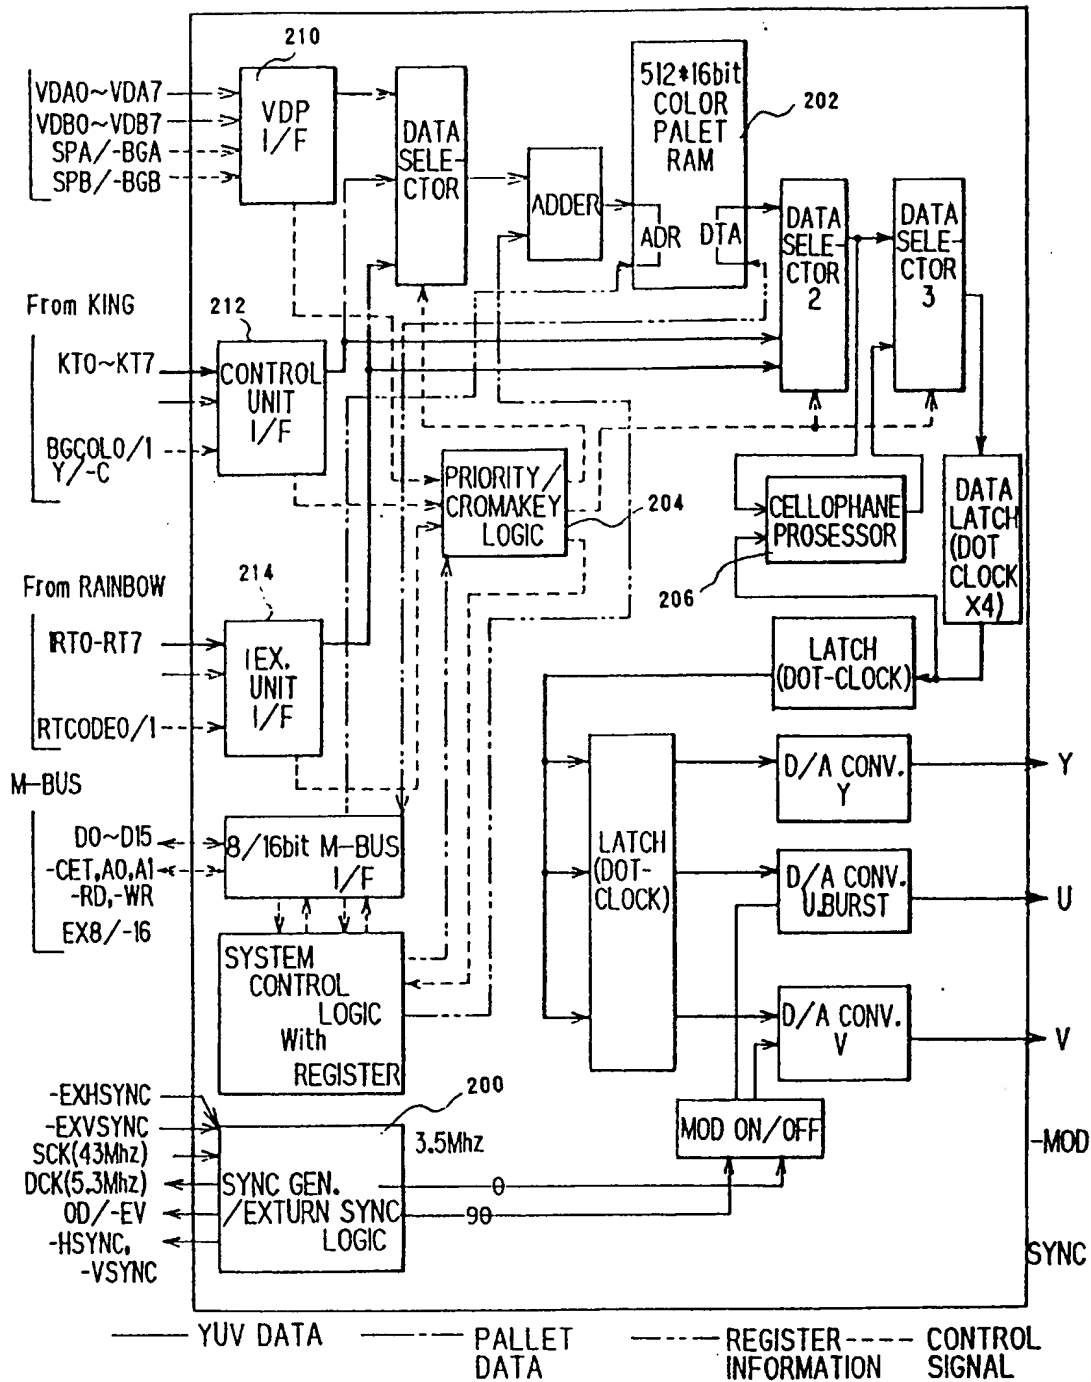 210
VDA0~VDA7
VDB0~VDB7
SPA/-BGA
SPB/-BGB
VDP
I/F
DATA
SELE-
CTOR
ADDER
512*16bit
COLOR
PALET
RAM
202
ADR
DTA
DATA
SELE-
CTOR
2
DATA
SELE-
CTOR
3
From KING
212
KT0~KT7
BGCOL0/1
Y/-C
CONTROL
UNIT
I/F
PRIORITY/
CROMAKEY
LOGIC
204
CELLOPHANE
PROSESSOR
206
DATA
LATCH
(DOT
CLOCK
X4)
From RAINBOW
214
RT0-RT7
RTCODE0/1
EX.
UNIT
I/F
LATCH
(DOT-CLOCK)
M-BUS
D0~D15
-CET,A0,A1
-RD,-WR
EX8/-16
8/16bit M-BUS
I/F
LATCH
(DOT-
CLOCK)
D/A CONV.
Y
Y
D/A CONV.
U.BURST
U
D/A CONV.
V
V
SYSTEM
CONTROL
LOGIC
With
REGISTER
-EXHSYNC
-EXVSYNC
SCK(43Mhz)
DCK(5.3Mhz)
OD/-EV
-HSYNC,
-VSYNC
200
SYNC GEN.
/EXTURN SYNC
LOGIC
3.5Mhz
0
90
MOD ON/OFF
-MOD
SYNC
YUV DATA
PALLET
DATA
REGISTER
INFORMATION
CONTROL
SIGNAL